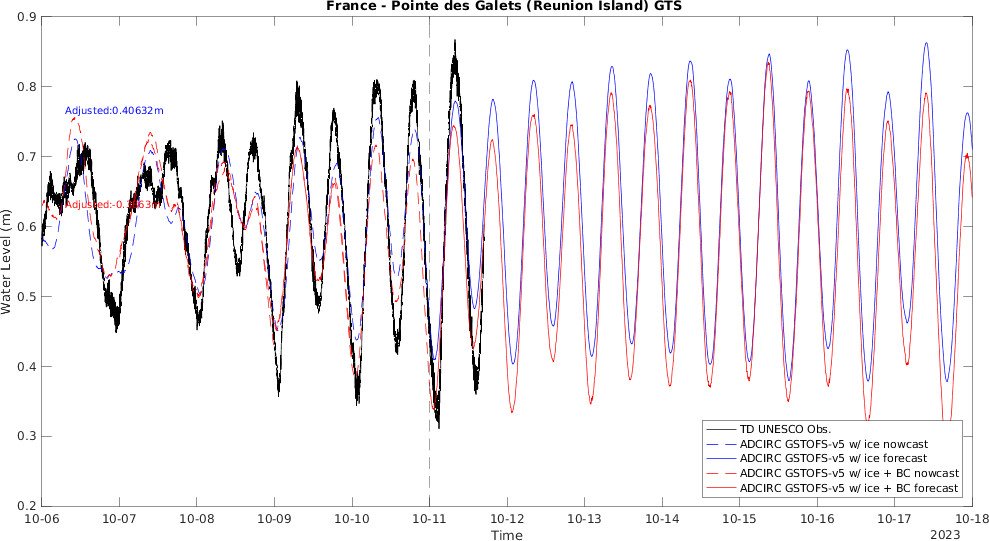 France - Pointe des Galets (Reunion Island) GTS
0.9
0.8
0.7
0.6
0.5
0.4
0.3
0.2
Water Level (m)
Adjusted:0.40632m
TD UNESCO Obs.
ADCIRC GSTOFS-v5 w/ ice nowcast
ADCIRC GSTOFS-v5 w/ ice forecast
ADCIRC GSTOFS-v5 w/ ice + BC nowcast
ADCIRC GSTOFS-v5 w/ ice + BC forecast
10-06 10-07 10-08 10-09 10-10 10-11 10-12 10-13 10-14 10-15 10-16 10-17 10-18
Time
2023